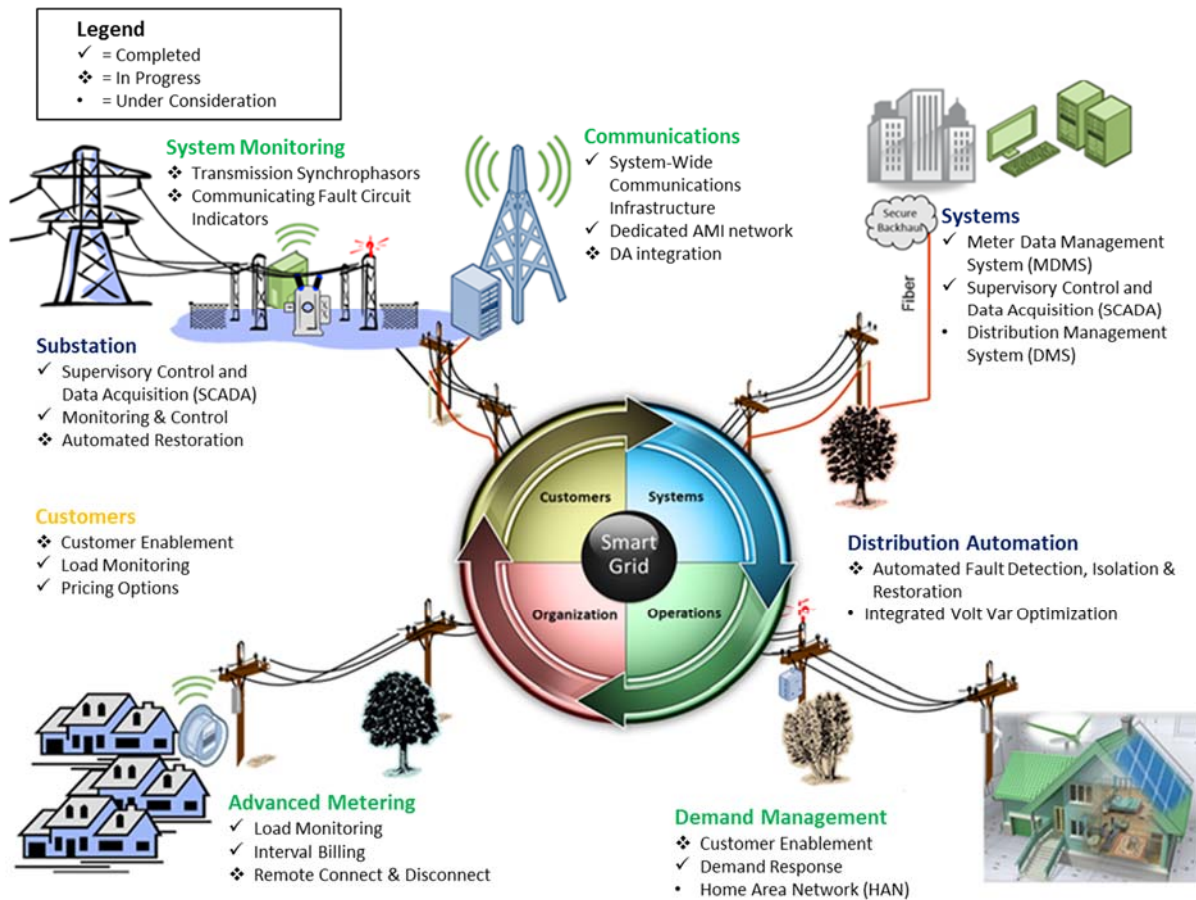 Legend
✓ = Completed
❖ = In Progress
• = Under Consideration
System Monitoring
❖ Transmission Synchrophasors
❖ Communicating Fault Circuit
Indicators
Communications
✓ System-Wide
Communications
Infrastructure
✓ Dedicated AMI network
❖ DA integration
Secure
Backhaul
Fiber
Systems
✓ Meter Data Management
System (MDMS)
✓ Supervisory Control and
Data Acquisition (SCADA)
• Distribution Management
System (DMS)
Substation
✓ Supervisory Control and
Data Acquisition (SCADA)
✓ Monitoring & Control
❖ Automated Restoration
Customers
❖ Customer Enablement
✓ Load Monitoring
✓ Pricing Options
Customers
Systems
Smart
Grid
Organization
Operations
Distribution Automation
❖ Automated Fault Detection, Isolation &
Restoration
• Integrated Volt Var Optimization
Advanced Metering
✓ Load Monitoring
✓ Interval Billing
❖ Remote Connect & Disconnect
Demand Management
❖ Customer Enablement
✓ Demand Response
• Home Area Network (HAN)